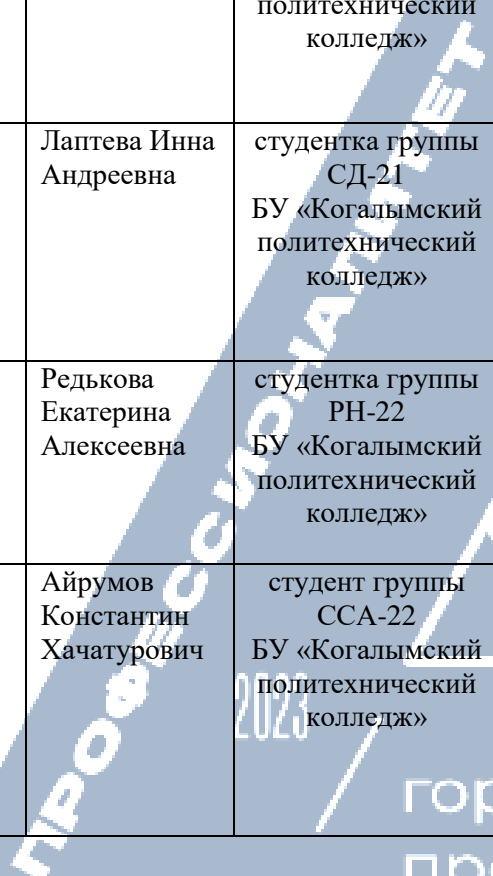 политехнический
колледж»
Лаптева Инна
Андреевна
студентка группы
СД-21
БУ «Когалымский
политехнический
колледж»
Редькова
Екатерина
Алексеевна
студентка группы
РН-22
БУ «Когалымский
политехнический
колледж»
Айрумов
Константин
Хачатурович
студент группы
ССА-22
БУ «Когалымский
политехнический
колледж»
ПРОФЕССИОНАЛИТЕТ
2023
гор